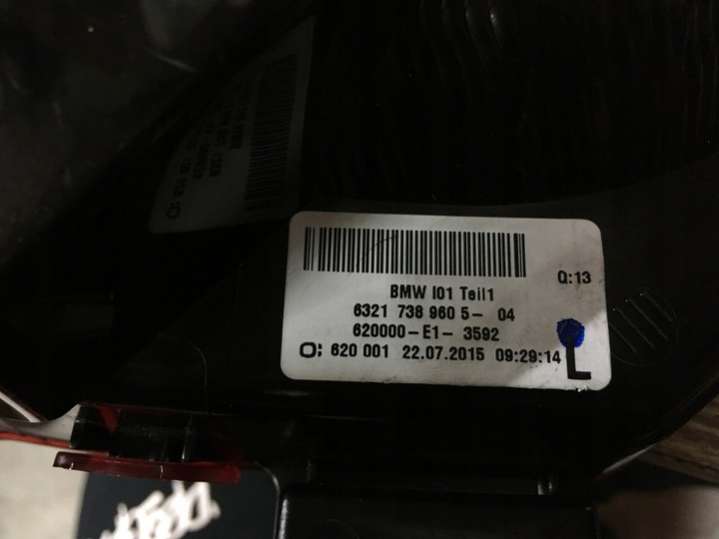 Q:13
BMW I01 Teil1
6321 738 960 5- 04
620000-E1- 3592
O: 620 001 22.07.2015 09:29:14
L